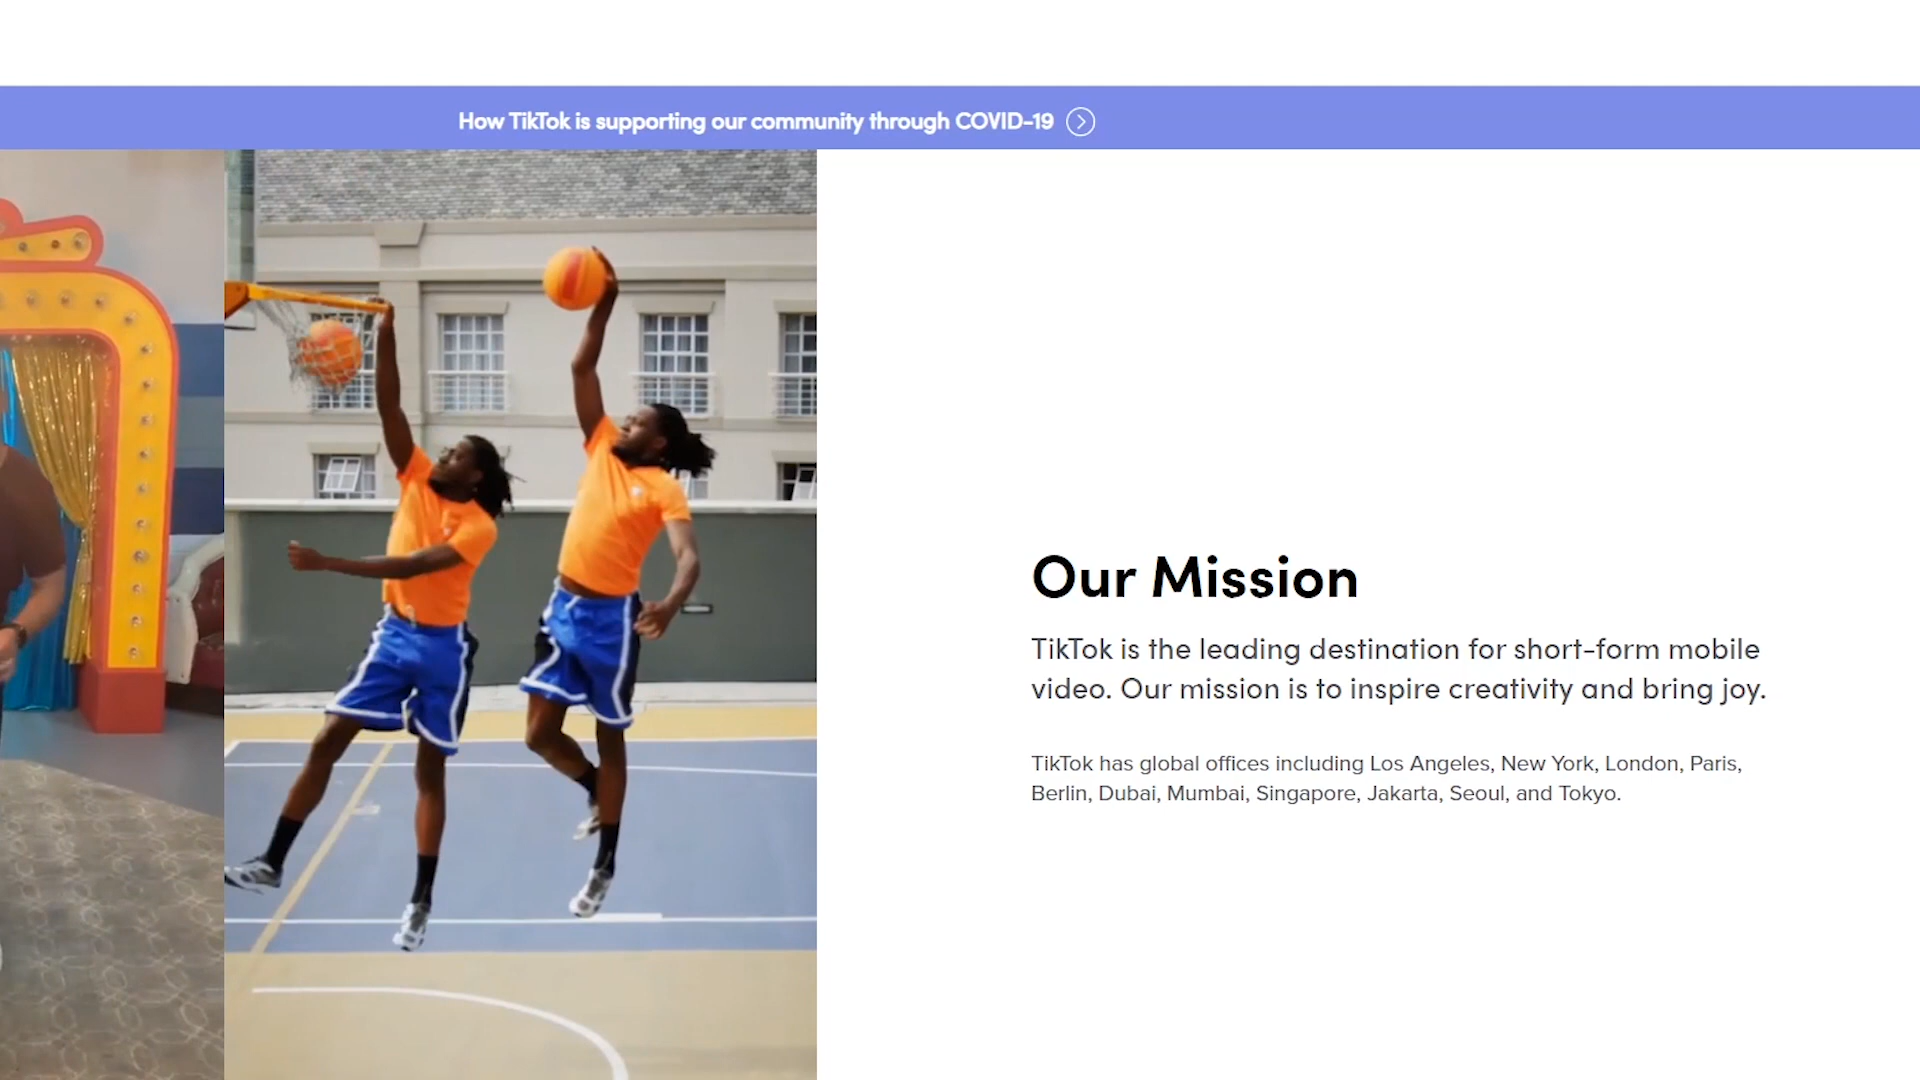 How TikTok is supporting our community through COVID-19
Our Mission
TikTok is the leading destination for short-form mobile
video. Our mission is to inspire creativity and bring joy.
TikTok has global offices including Los Angeles, New York, London, Paris,
Berlin, Dubai, Mumbai, Singapore, Jakarta, Seoul, and Tokyo.